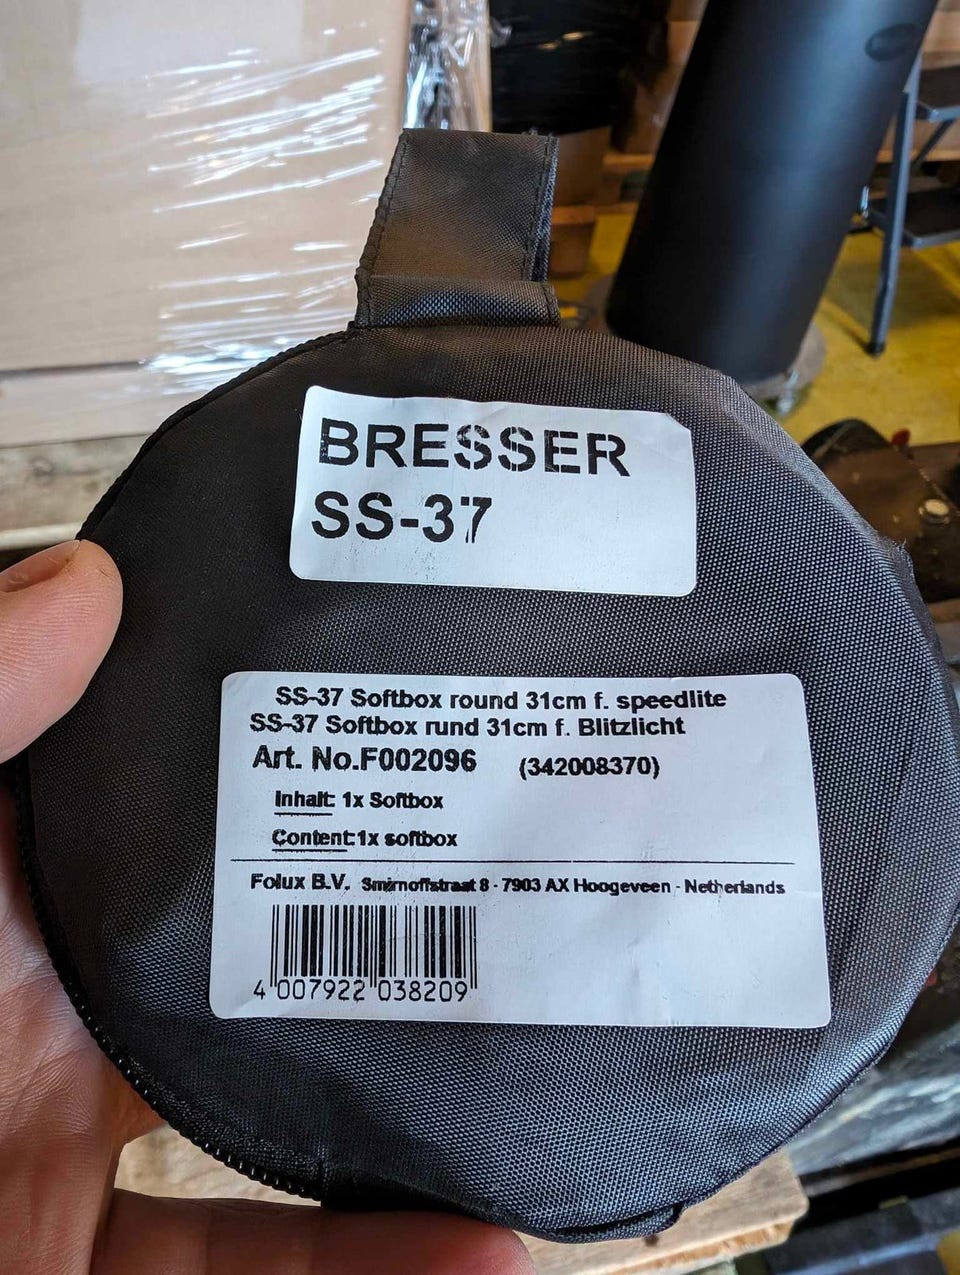 BRESSER
SS-37
SS-37 Softbox round 31cm f. speedlite
SS-37 Softbox rund 31cm f. Blitzlicht
Art. No.F002096 (342008370)
Inhalt: 1x Softbox
Content:1x softbox
Folux B.V. Smirnoffstraat 8 - 7903 AX Hoogeveen - Netherlands
4 007922 038209